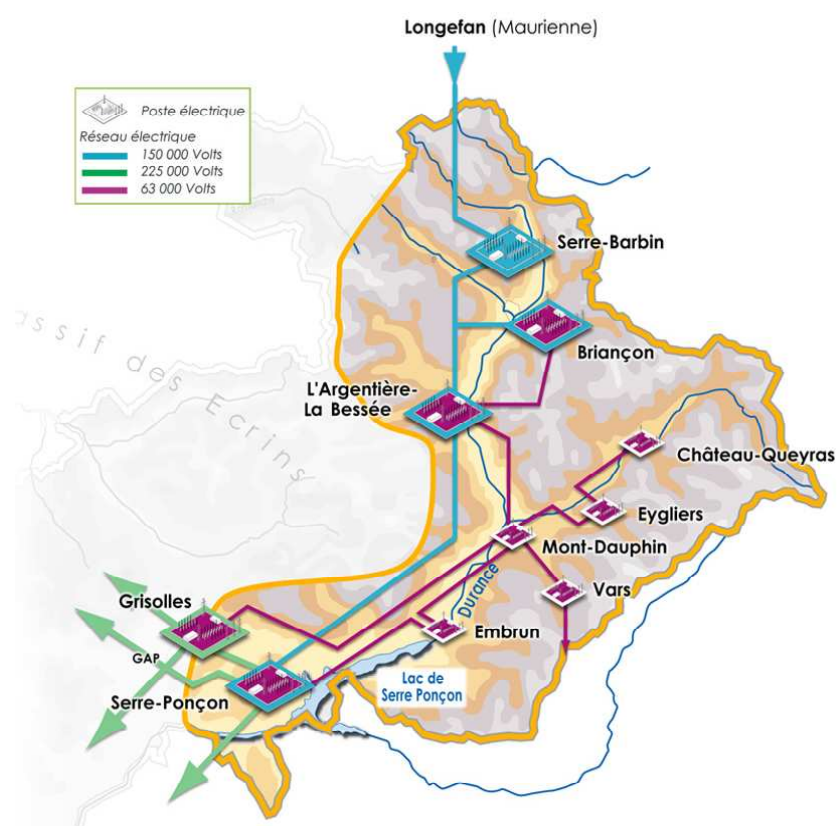 Longefan (Maurienne)
Poste électrique
Réseau électrique
150 000 Volts
225 000 Volts
63 000 Volts
Serre-Barbin
Briançon
L'Argentière-
La Bessée
assif des Ecrins
Château-Queyras
Eygliers
Mont-Dauphin
Durance
Vars
Grisolles
Embrun
GAP
Lac de
Serre Ponçon
Serre-Ponçon